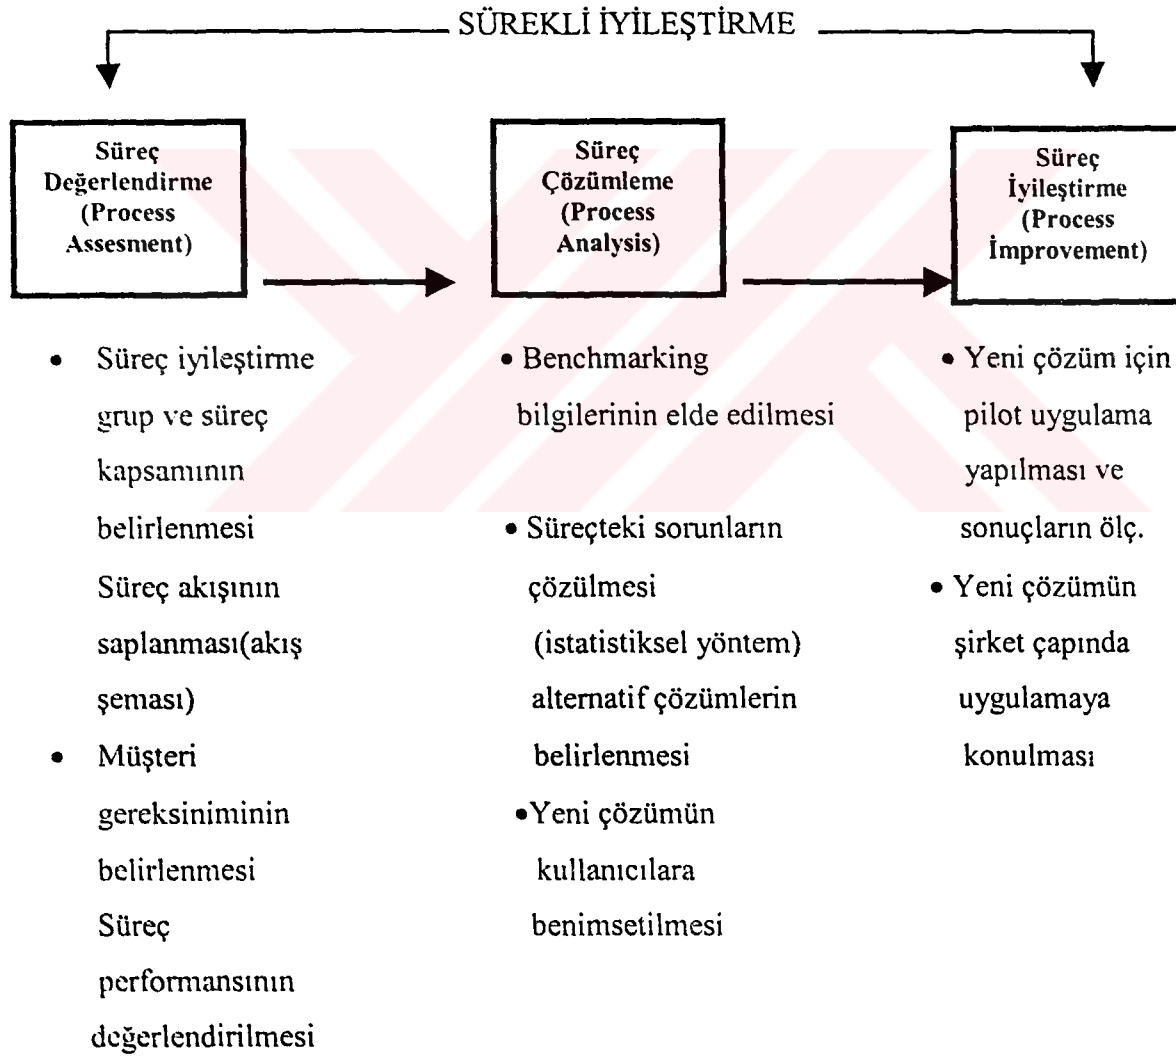 SÜREKLİ İYİLEŞTİRME
Süreç
Değerlendirme
(Process
Assesment)
Süreç
Çözümleme
(Process
Analysis)
Süreç
İyileştirme
(Process
İmprovement)
• Süreç iyileştirme
grup ve süreç
kapsamının
belirlenmesi
Süreç akışının
saplanması(akış
şeması)
• Müşteri
gereksiniminin
belirlenmesi
Süreç
performansının
değerlendirilmesi
• Benchmarking
bilgilerinin elde edilmesi
• Süreçteki sorunların
çözülmesi
(istatistiksel yöntem)
alternatif çözümlerin
belirlenmesi
•Yeni çözümün
kullanıcılara
benimsetilmesi
• Yeni çözüm için
pilot uygulama
yapılması ve
sonuçların ölç.
• Yeni çözümün
şirket çapında
uygulamaya
konulması